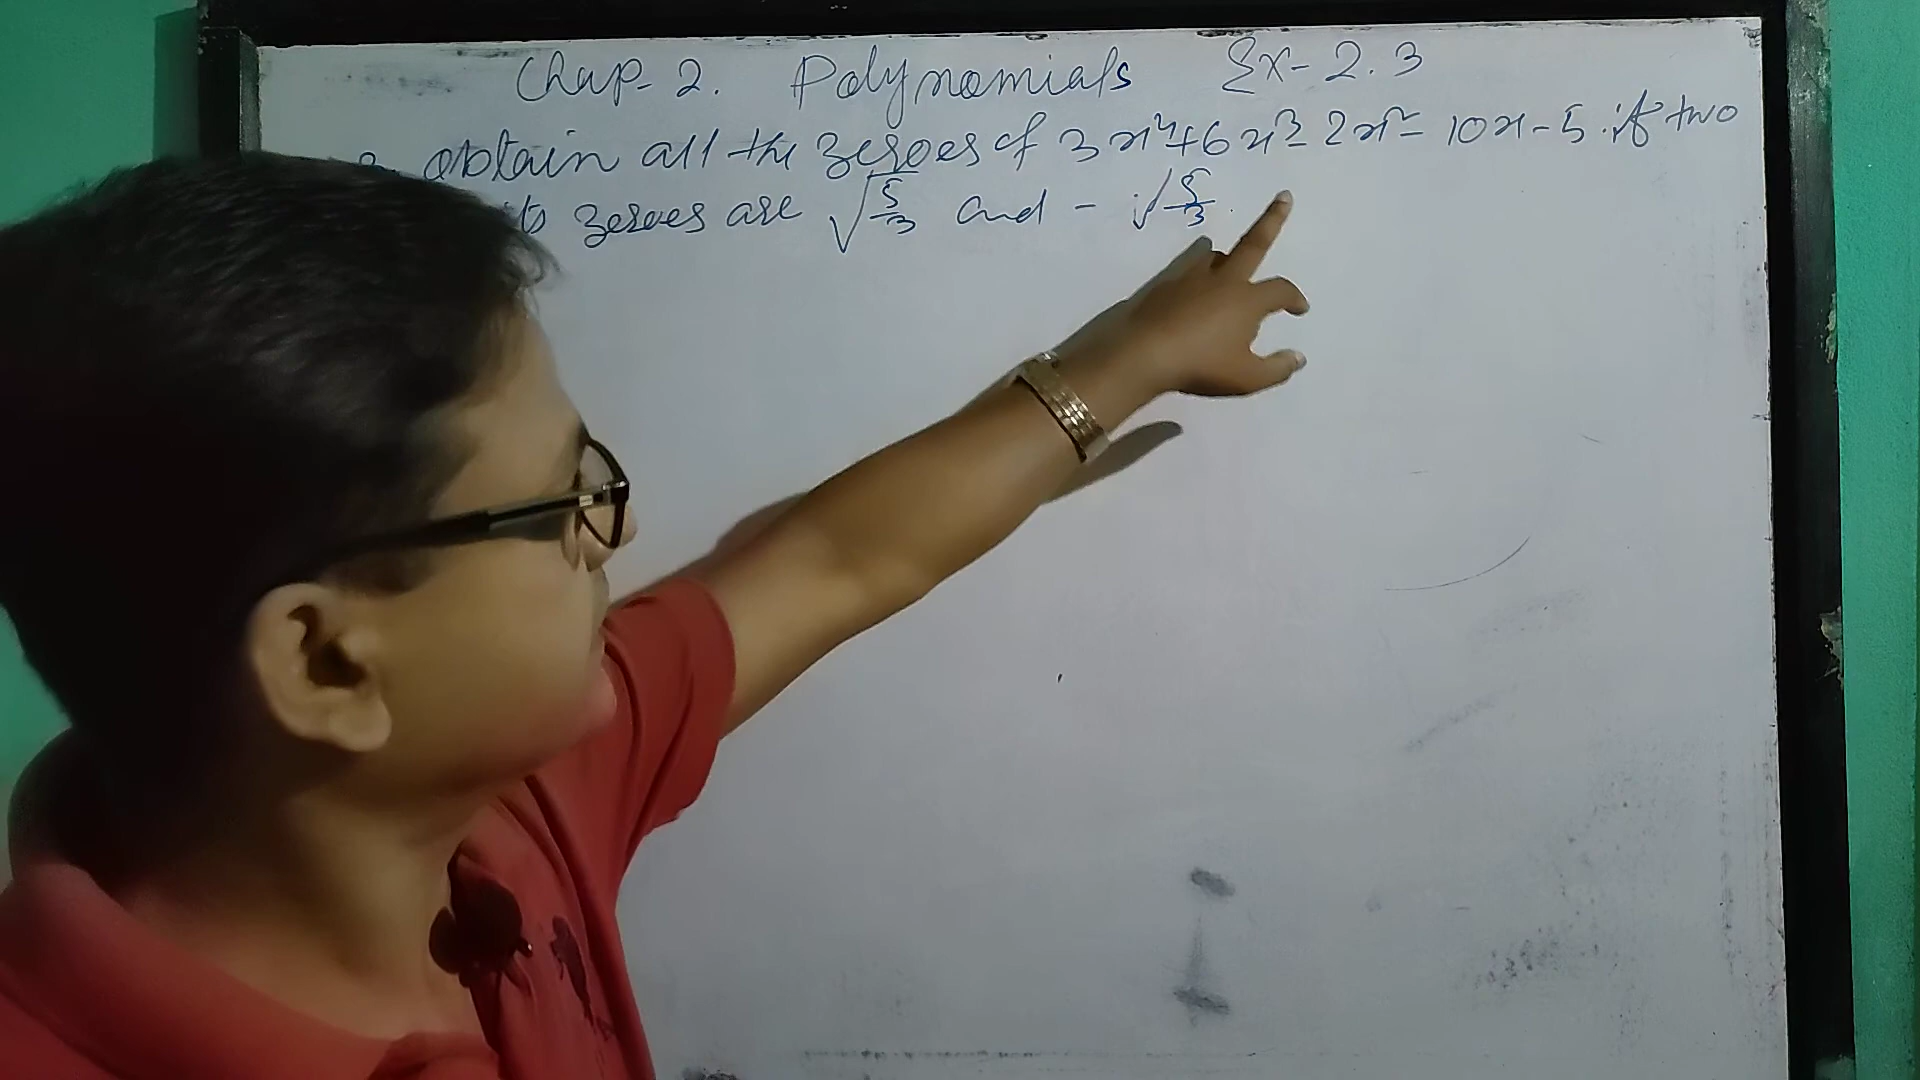 Chap- 2. Polynomials Ex- 2.3
obtain all the zeroes of 3x⁴+6x³-2x²-10x-5. if two
its zeroes are √5/3 and - √5/3.